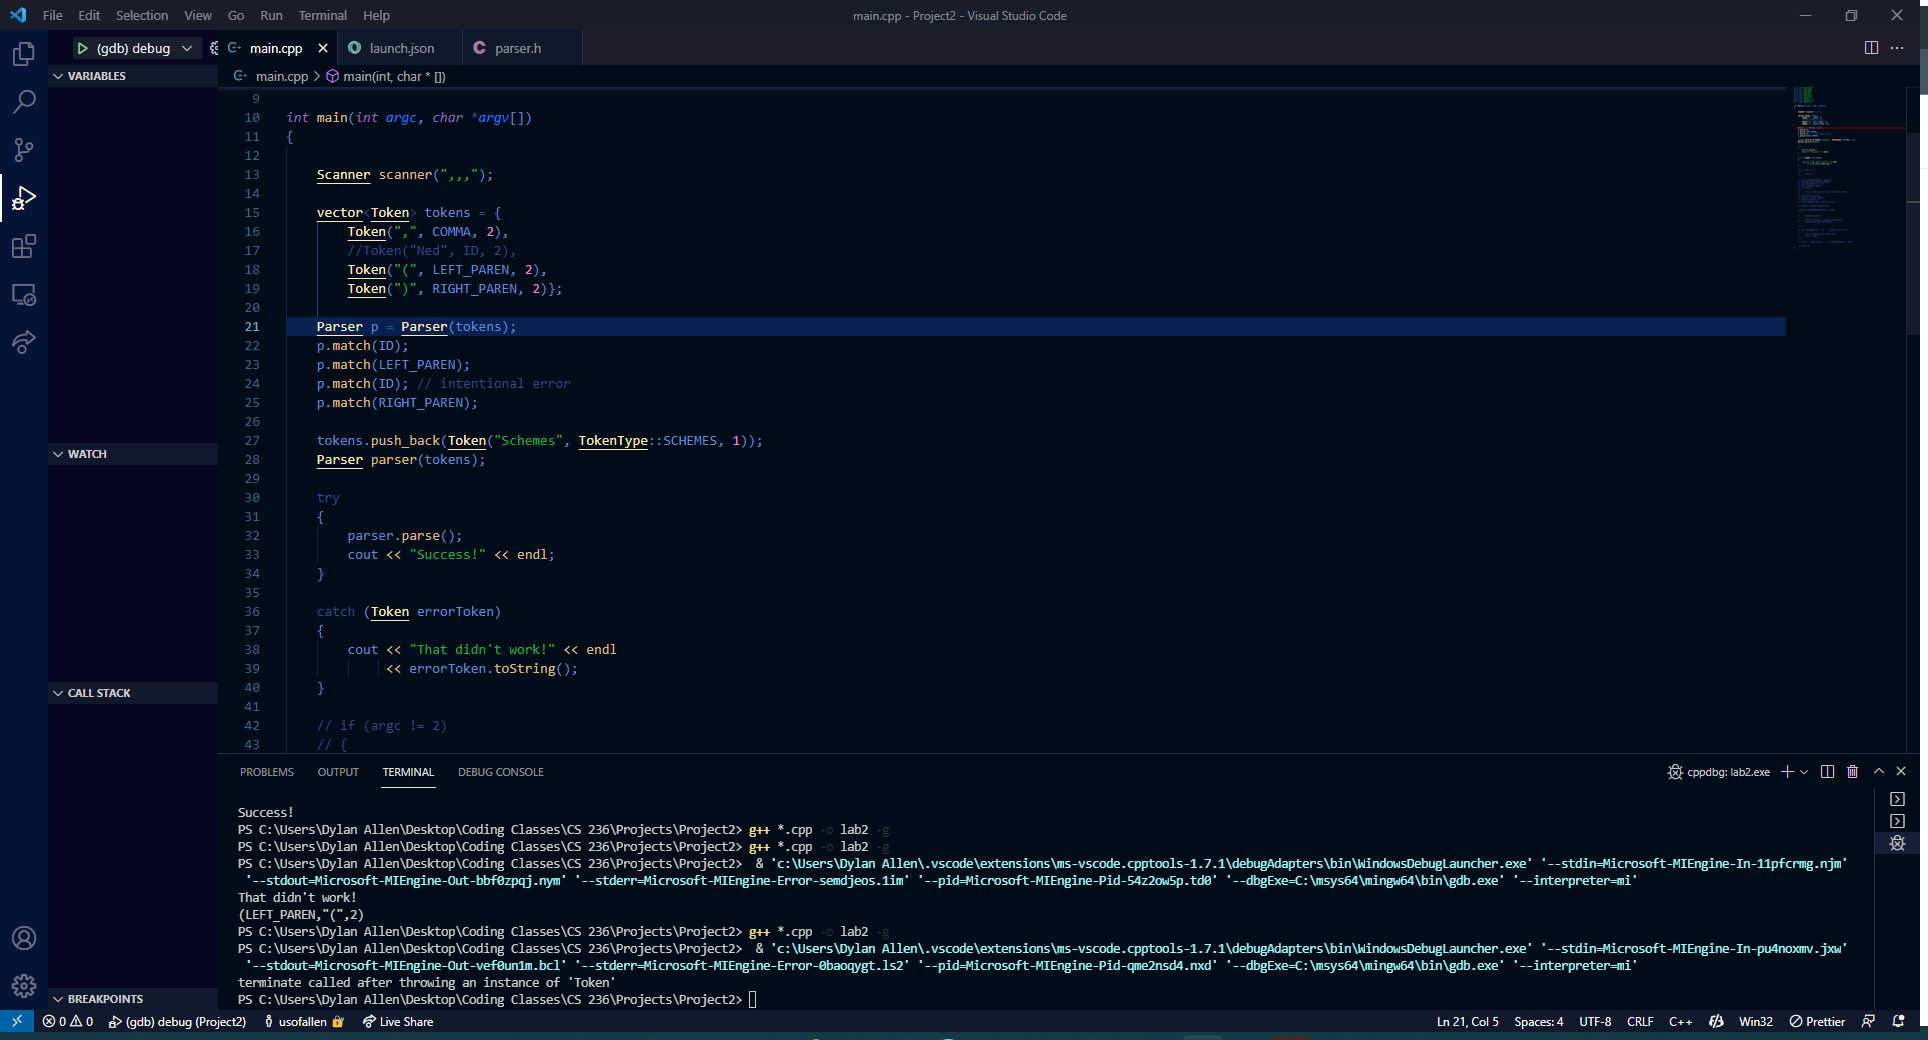 File Edit Selection View Go Run Terminal Help
main.cpp - Project2 - Visual Studio Code
(gdb) debug
main.cpp
launch.json
C parser.h
main.cpp > main(int, char * [])
VARIABLES
WATCH
CALL STACK
BREAKPOINTS
9
10 int main(int argc, char *argv[])
11 {
12
13 Scanner scanner(",,,");
14
15 vector<Token> tokens = {
16 Token(",", COMMA, 2),
17 //Token("Ned", ID, 2),
18 Token("(", LEFT_PAREN, 2),
19 Token(")", RIGHT_PAREN, 2)};
20
21 Parser p = Parser(tokens);
22 p.match(ID);
23 p.match(LEFT_PAREN);
24 p.match(ID); // intentional error
25 p.match(RIGHT_PAREN);
26
27 tokens.push_back(Token("Schemes", TokenType::SCHEMES, 1));
28 Parser parser(tokens);
29
30 try
31 {
32 parser.parse();
33 cout << "Success!" << endl;
34 }
35
36 catch (Token errorToken)
37 {
38 cout << "That didn't work!" << endl
39 << errorToken.toString();
40 }
41
42 // if (argc != 2)
43 // {
PROBLEMS OUTPUT TERMINAL DEBUG CONSOLE
cppdbg: lab2.exe
Success!
PS C:\Users\Dylan Allen\Desktop\Coding Classes\CS 236\Projects\Project2> g++ *.cpp -o lab2 -g
PS C:\Users\Dylan Allen\Desktop\Coding Classes\CS 236\Projects\Project2> g++ *.cpp -o lab2 -g
PS C:\Users\Dylan Allen\Desktop\Coding Classes\CS 236\Projects\Project2> & 'c:\Users\Dylan Allen\.vscode\extensions\ms-vscode.cpptools-1.7.1\debugAdapters\bin\WindowsDebugLauncher.exe' '--stdin=Microsoft-MIEngine-In-11pfcrmg.njm'
'--stdout=Microsoft-MIEngine-Out-bbf0zpqj.nym' '--stderr=Microsoft-MIEngine-Error-semdjeos.1im' '--pid=Microsoft-MIEngine-Pid-54z2ow5p.td0' '--dbgExe=C:\msys64\mingw64\bin\gdb.exe' '--interpreter=mi'
That didn't work!
(LEFT_PAREN,"(",2)
PS C:\Users\Dylan Allen\Desktop\Coding Classes\CS 236\Projects\Project2> g++ *.cpp -o lab2 -g
PS C:\Users\Dylan Allen\Desktop\Coding Classes\CS 236\Projects\Project2> & 'c:\Users\Dylan Allen\.vscode\extensions\ms-vscode.cpptools-1.7.1\debugAdapters\bin\WindowsDebugLauncher.exe' '--stdin=Microsoft-MIEngine-In-pu4noxmv.jxw'
'--stdout=Microsoft-MIEngine-Out-vef0un1m.bcl' '--stderr=Microsoft-MIEngine-Error-0baoqygt.ls2' '--pid=Microsoft-MIEngine-Pid-qme2nsd4.nxd' '--dbgExe=C:\msys64\mingw64\bin\gdb.exe' '--interpreter=mi'
terminate called after throwing an instance of 'Token'
PS C:\Users\Dylan Allen\Desktop\Coding Classes\CS 236\Projects\Project2>
0 0 (gdb) debug (Project2) usofallen Live Share
Ln 21, Col 5 Spaces: 4 UTF-8 CRLF C++ Win32 Prettier